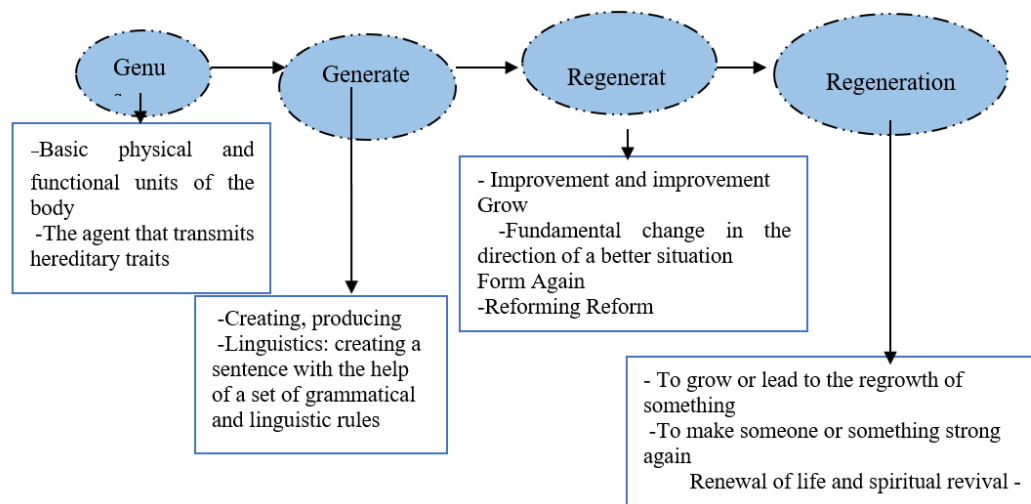 Genu
s
Generate
Regenerat
Regeneration
-Basic physical and
functional units of the
body
-The agent that transmits
hereditary traits
-Creating, producing
-Linguistics: creating a
sentence with the help
of a set of grammatical
and linguistic rules
- Improvement and improvement
Grow
-Fundamental change in the
direction of a better situation
Form Again
-Reforming Reform
- To grow or lead to the regrowth of
something
-To make someone or something strong
again
Renewal of life and spiritual revival -